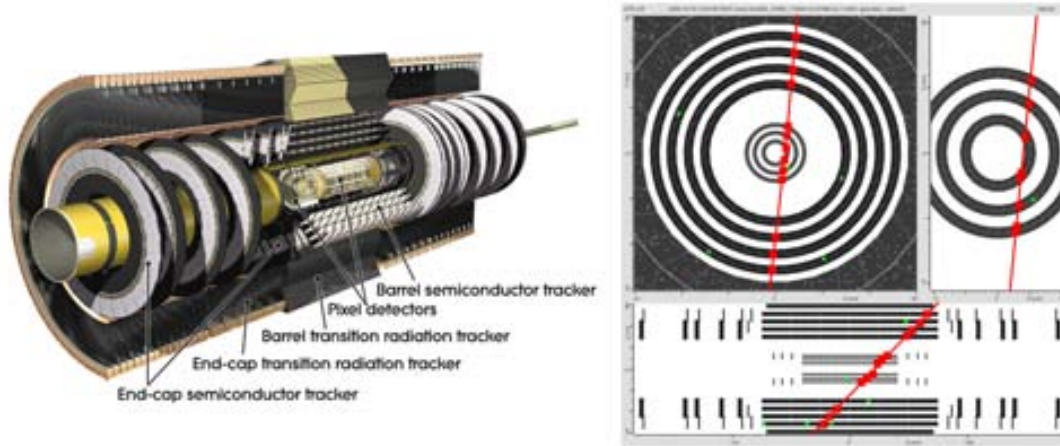 Barrel semiconductor tracker
Pixel detectors
Barrel transition radiation tracker
End-cap transition radiation tracker
End-cap semiconductor tracker